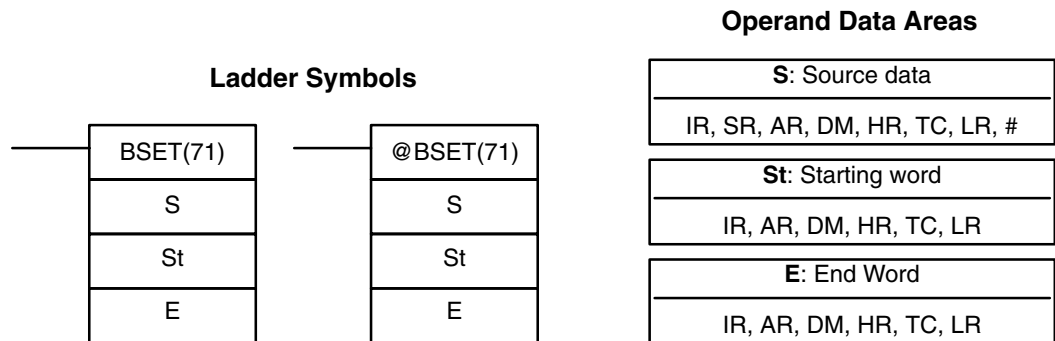 Ladder Symbols
BSET(71)
S
St
E
@BSET(71)
S
St
E
Operand Data Areas
S: Source data
IR, SR, AR, DM, HR, TC, LR, #
St: Starting word
IR, AR, DM, HR, TC, LR
E: End Word
IR, AR, DM, HR, TC, LR